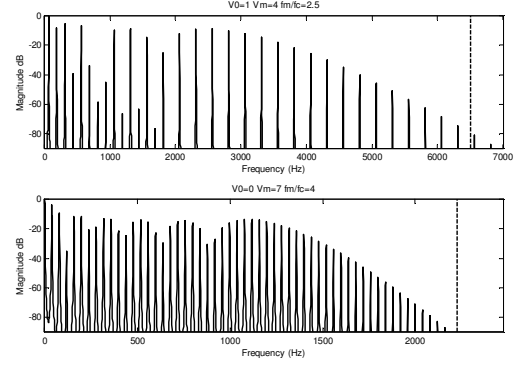 V0=1 Vm=4 fm/fc=2.5
Magnitude dB
0
-20
-40
-60
-80
0 1000 2000 3000 4000 5000 6000 7000
Frequency (Hz)
V0=0 Vm=7 fm/fc=4
Magnitude dB
0
-20
-40
-60
-80
0 500 1000 1500 2000
Frequency (Hz)